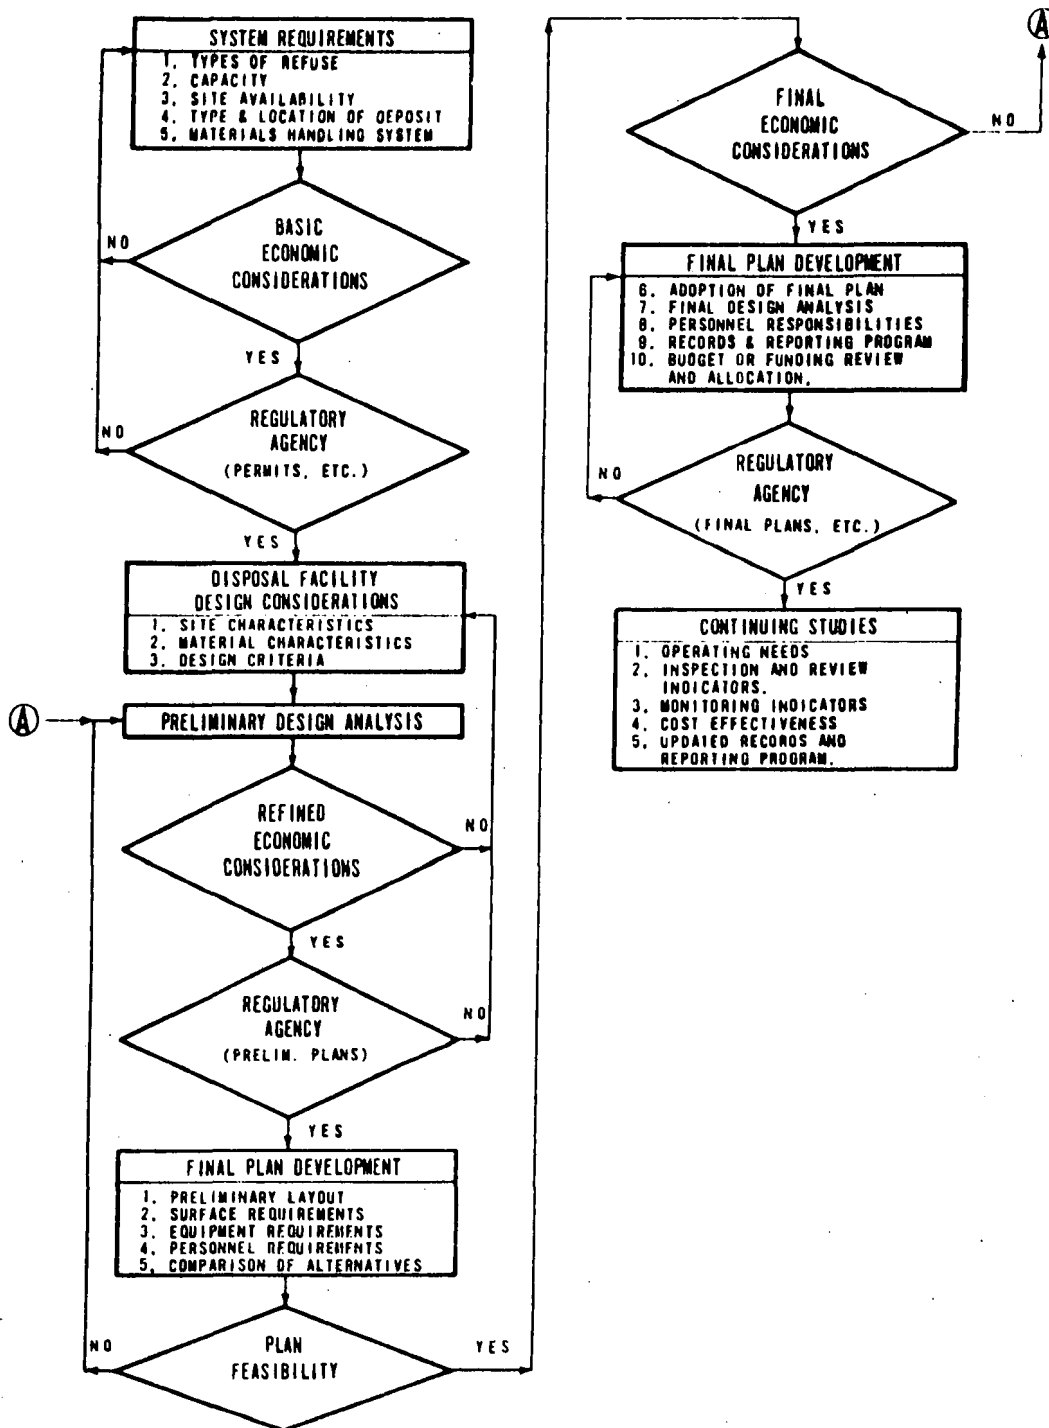 SYSTEM REQUIREMENTS
1. TYPES OF REFUSE
2. CAPACITY
3. SITE AVAILABILITY
4. TYPE & LOCATION OF DEPOSIT
5. MATERIALS HANDLING SYSTEM
BASIC
ECONOMIC
CONSIDERATIONS
NO
YES
REGULATORY
AGENCY
(PERMITS, ETC.)
NO
YES
DISPOSAL FACILITY
DESIGN CONSIDERATIONS
1. SITE CHARACTERISTICS
2. MATERIAL CHARACTERISTICS
3. DESIGN CRITERIA
A
PRELIMINARY DESIGN ANALYSIS
REFINED
ECONOMIC
CONSIDERATIONS
NO
YES
REGULATORY
AGENCY
(PRELIM. PLANS)
NO
YES
FINAL PLAN DEVELOPMENT
1. PRELIMINARY LAYOUT
2. SURFACE REQUIREMENTS
3. EQUIPMENT REQUIREMENTS
4. PERSONNEL REQUIREMENTS
5. COMPARISON OF ALTERNATIVES
PLAN
FEASIBILITY
NO
YES
A
FINAL
ECONOMIC
CONSIDERATIONS
NO
YES
FINAL PLAN DEVELOPMENT
6. ADOPTION OF FINAL PLAN
7. FINAL DESIGN ANALYSIS
8. PERSONNEL RESPONSIBILITIES
9. RECORDS & REPORTING PROGRAM
10. BUDGET OR FUNDING REVIEW
AND ALLOCATION.
REGULATORY
AGENCY
(FINAL PLANS, ETC.)
NO
YES
CONTINUING STUDIES
1. OPERATING NEEDS
2. INSPECTION AND REVIEW
INDICATORS.
3. MONITORING INDICATORS
4. COST EFFECTIVENESS
5. UPDATED RECORDS AND
REPORTING PROGRAM.